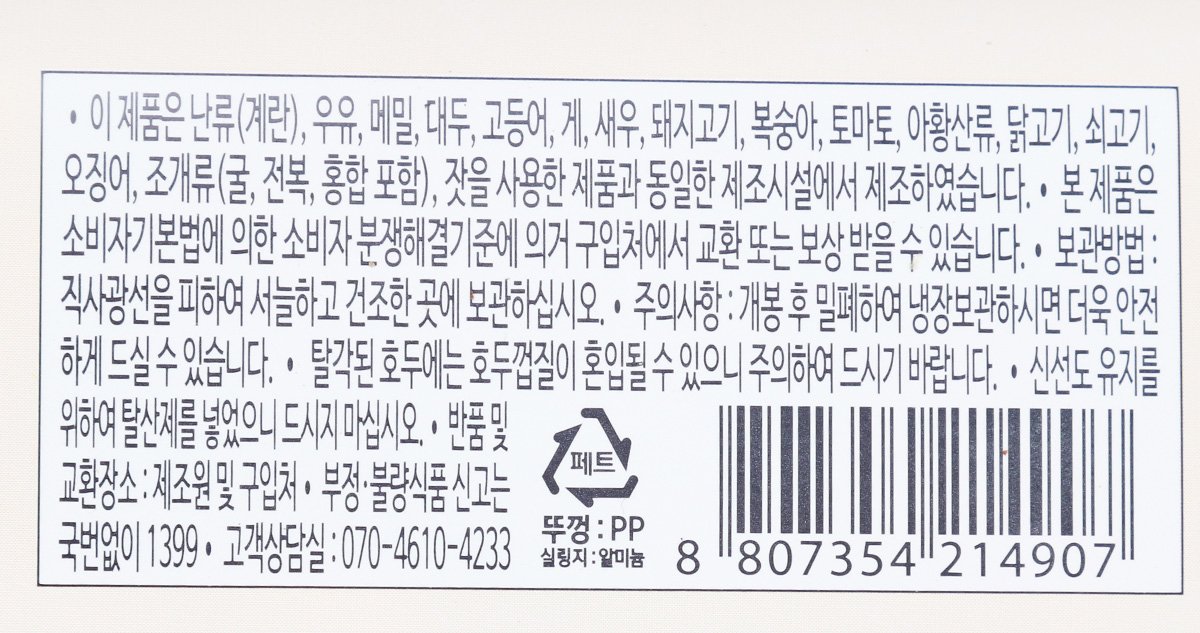 • 이 제품은 난류(계란), 우유, 메밀, 대두, 고등어, 게, 새우, 돼지고기, 복숭아, 토마토, 아황산류, 닭고기, 쇠고기,
오징어, 조개류(굴, 전복, 홍합 포함), 잣을 사용한 제품과 동일한 제조시설에서 제조하였습니다. • 본 제품은
소비자기본법에 의한 소비자 분쟁해결기준에 의거 구입처에서 교환 또는 보상 받을 수 있습니다. • 보관방법 :
직사광선을 피하여 서늘하고 건조한 곳에 보관하십시오. • 주의사항 : 개봉 후 밀폐하여 냉장보관하시면 더욱 안전
하게 드실 수 있습니다. • 탈각된 호두에는 호두껍질이 혼입될 수 있으니 주의하여 드시기 바랍니다. • 신선도 유지를
위하여 탈산제를 넣었으니 드시지 마십시오. • 반품 및
교환장소 : 제조원 및 구입처 • 부정·불량식품 신고는
국번없이 1399 • 고객상담실 : 070-4610-4233
페트
뚜껑 : PP
실링지 : 알미늄
8 807354 214907